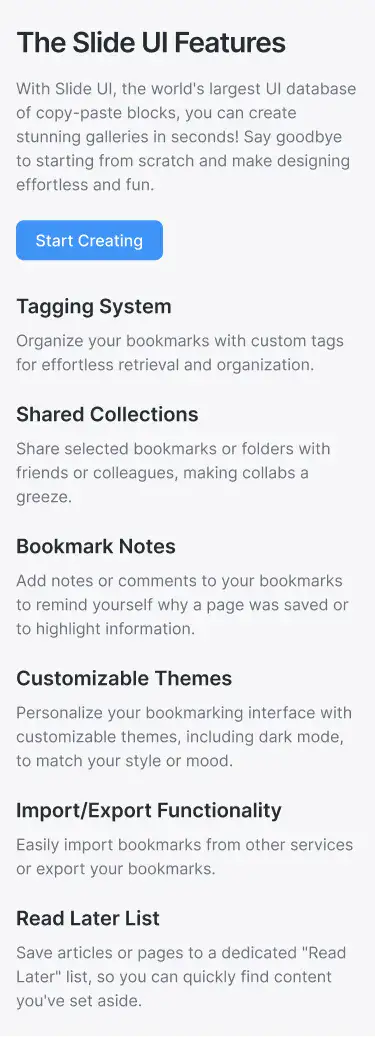 The Slide UI Features
With Slide UI, the world's largest UI database
of copy-paste blocks, you can create
stunning galleries in seconds! Say goodbye
to starting from scratch and make designing
effortless and fun.
Start Creating
Tagging System
Organize your bookmarks with custom tags
for effortless retrieval and organization.
Shared Collections
Share selected bookmarks or folders with
friends or colleagues, making collabs a
greeze.
Bookmark Notes
Add notes or comments to your bookmarks
to remind yourself why a page was saved or
to highlight information.
Customizable Themes
Personalize your bookmarking interface with
customizable themes, including dark mode,
to match your style or mood.
Import/Export Functionality
Easily import bookmarks from other services
or export your bookmarks.
Read Later List
Save articles or pages to a dedicated "Read
Later" list, so you can quickly find content
you've set aside.